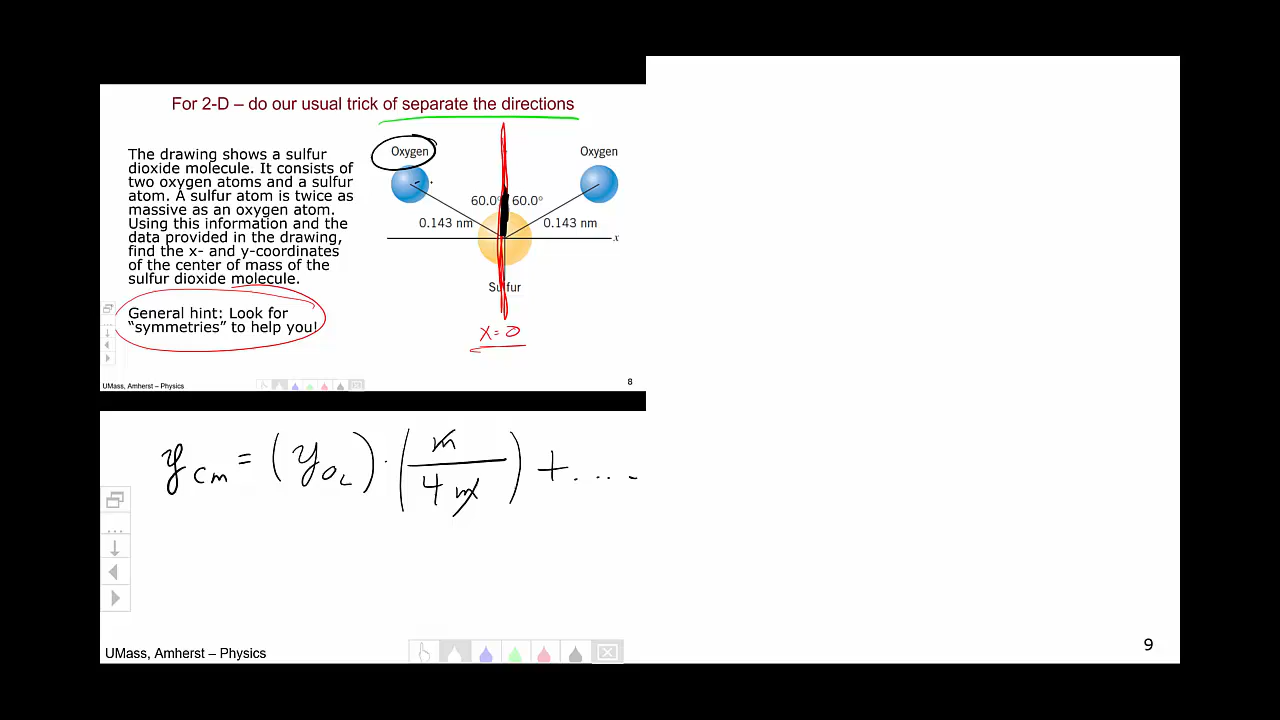 For 2-D – do our usual trick of separate the directions
The drawing shows a sulfur
dioxide molecule. It consists of
two oxygen atoms and a sulfur
atom. A sulfur atom is twice as
massive as an oxygen atom.
Using this information and the
data provided in the drawing,
find the x- and y-coordinates
of the center of mass of the
sulfur dioxide molecule.
General hint: Look for
"symmetries" to help you!
Oxygen
Oxygen
60.0° 60.0°
0.143 nm
0.143 nm
x
Sulfur
x=0
UMass, Amherst – Physics
8
y_cm = (y_OL) · (m / 4m) + ....
UMass, Amherst – Physics
9